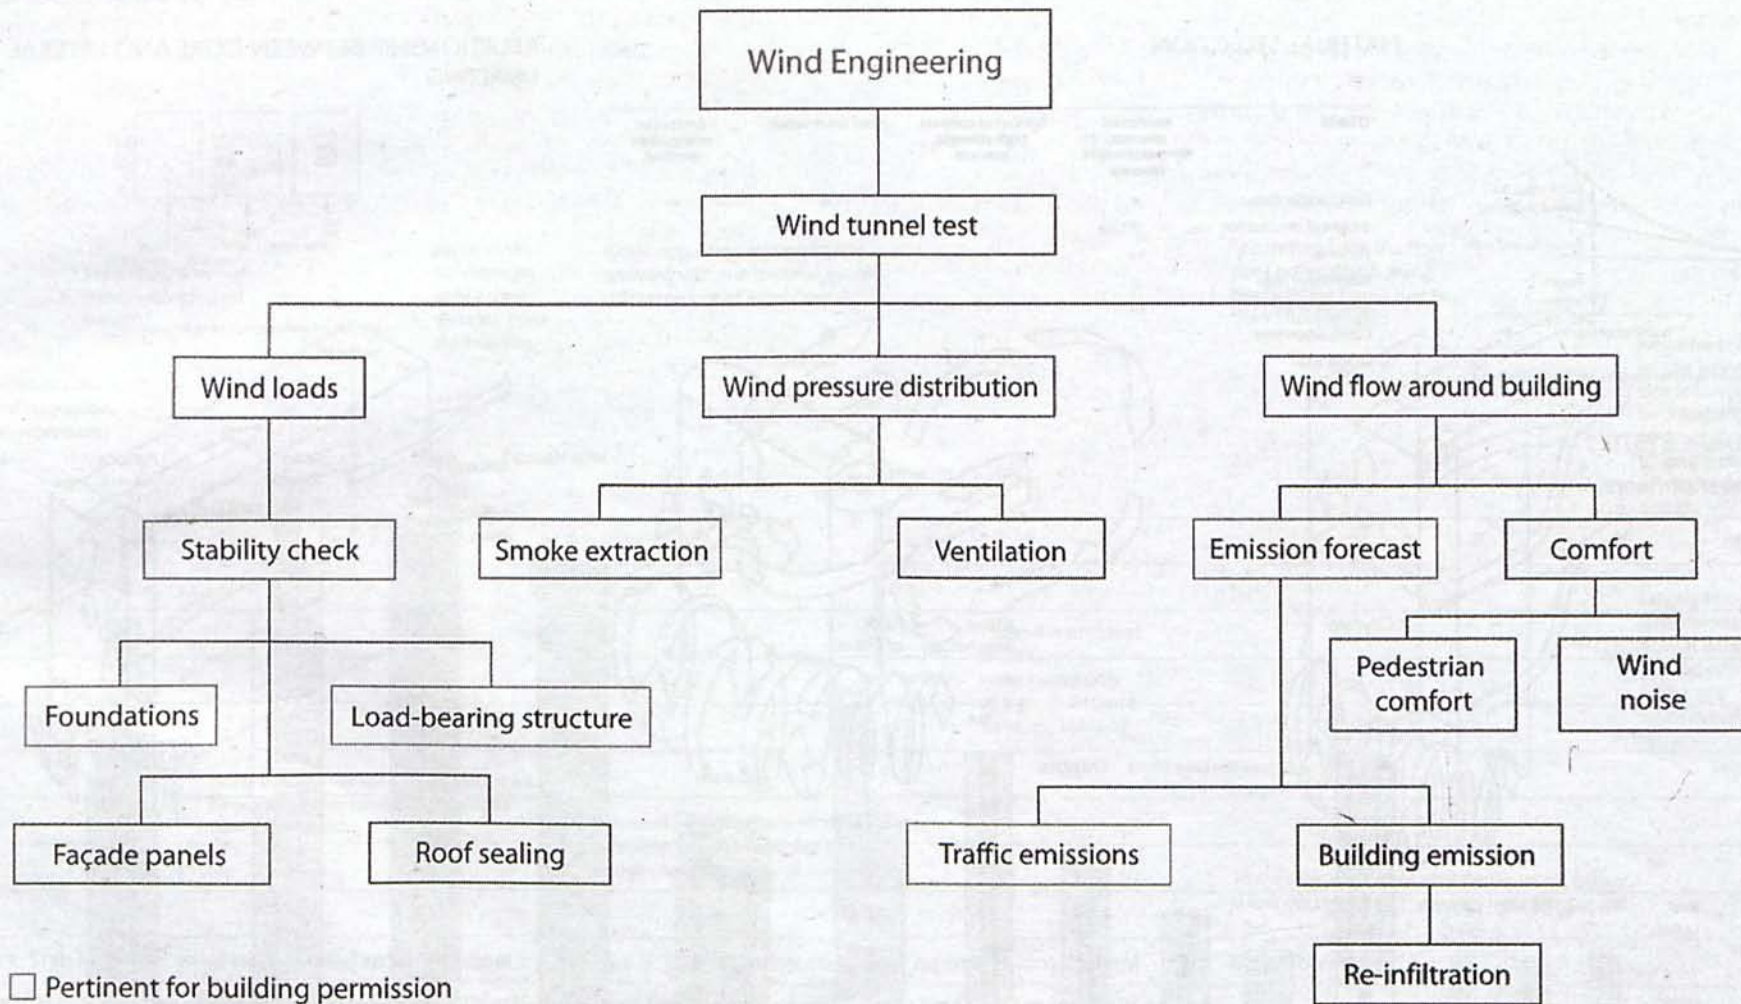 Wind Engineering
Wind tunnel test
Wind loads
Wind pressure distribution
Wind flow around building
Stability check
Smoke extraction
Ventilation
Emission forecast
Comfort
Pedestrian
comfort
Wind
noise
Foundations
Load-bearing structure
Façade panels
Roof sealing
Traffic emissions
Building emission
Re-infiltration
Pertinent for building permission